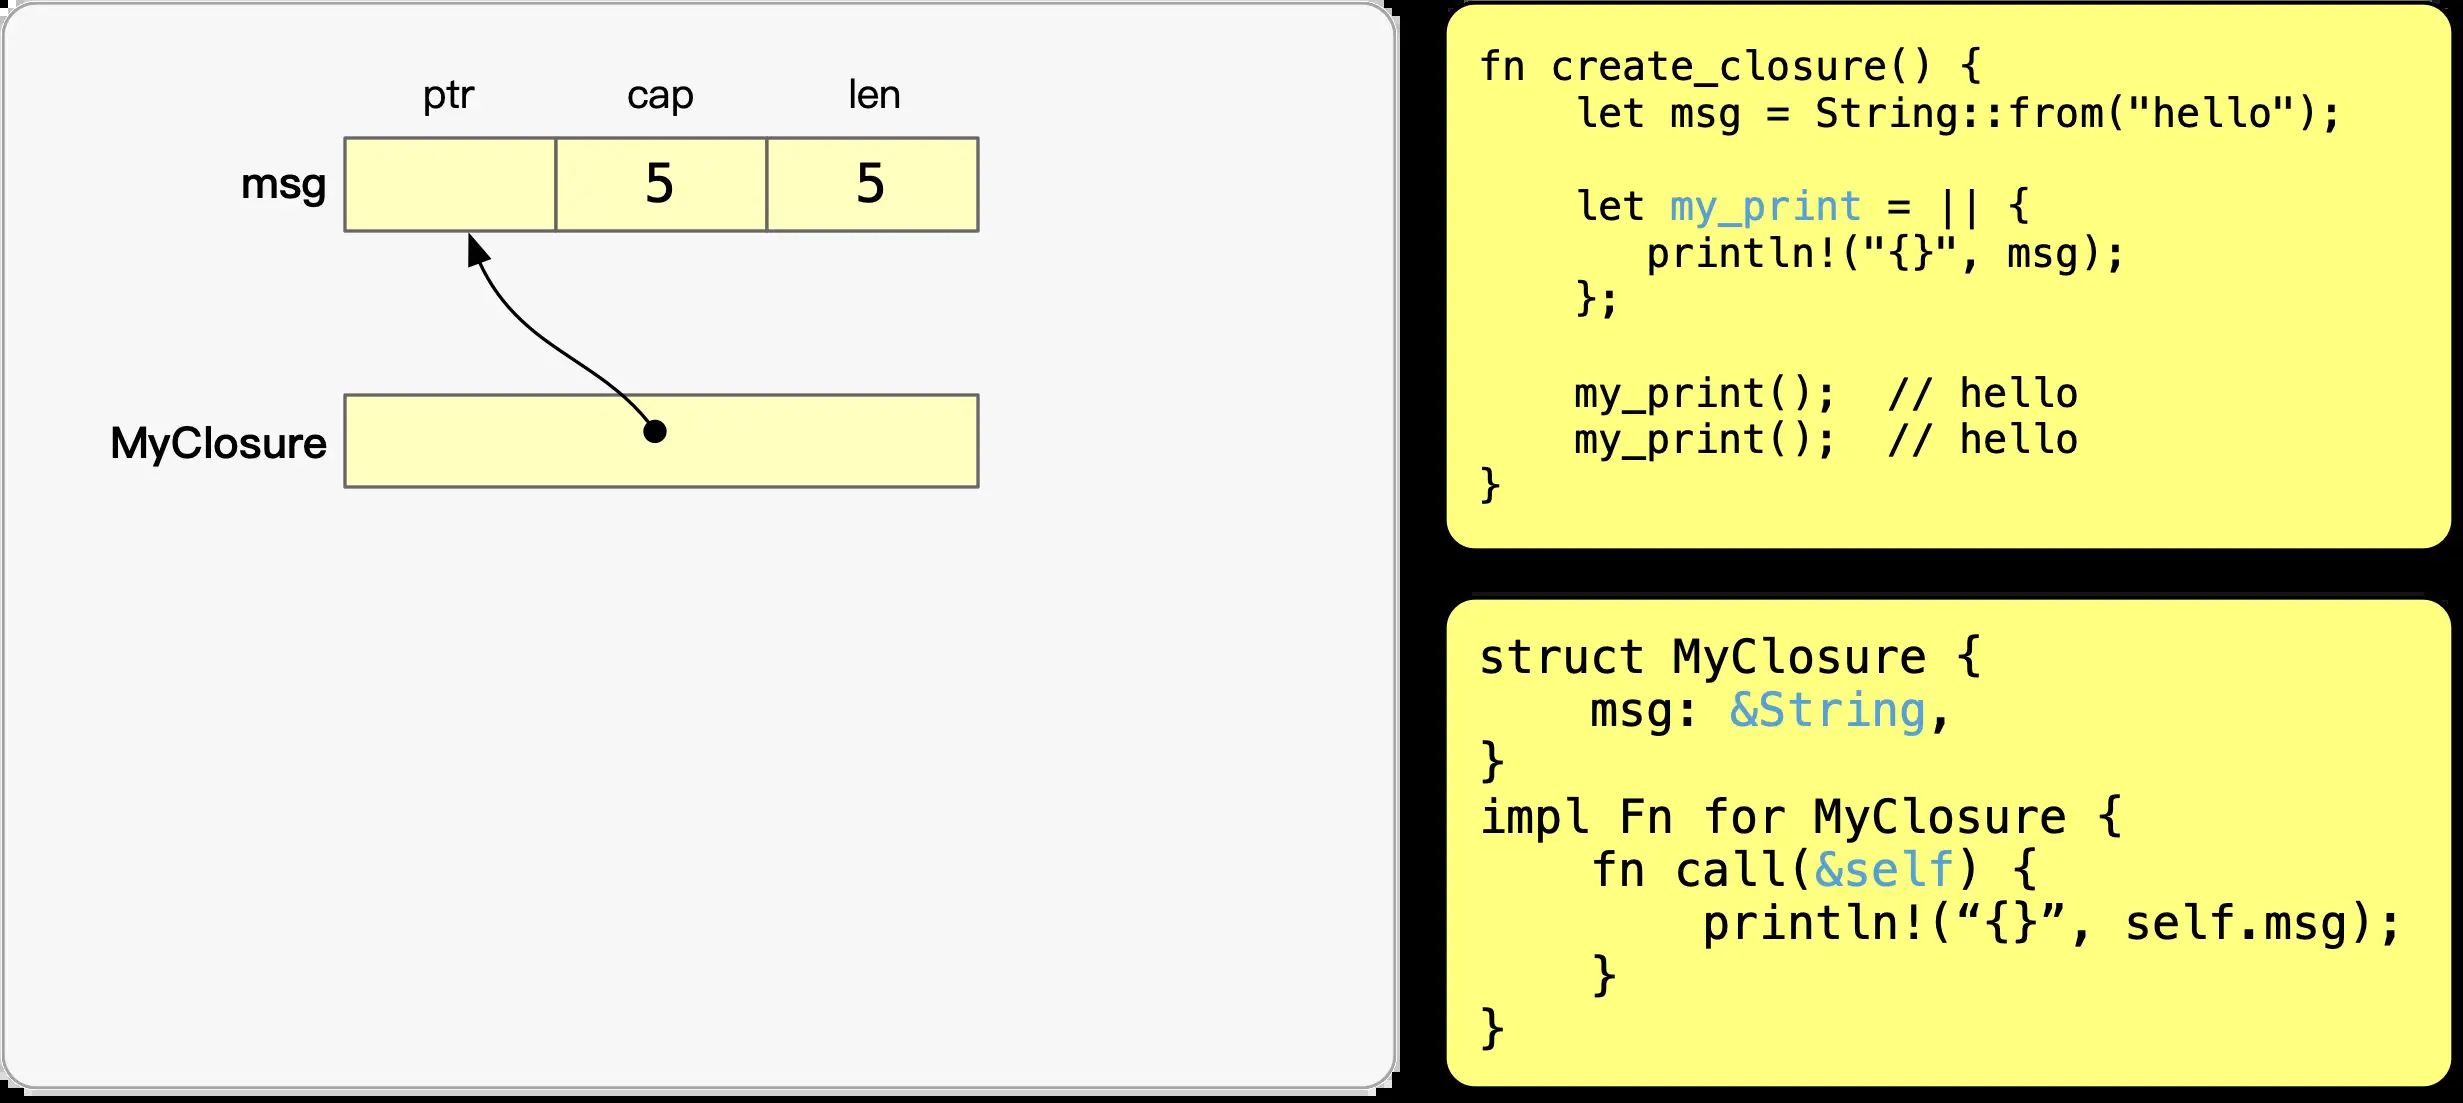 ptr cap len
msg 5 5
MyClosure
fn create_closure() {
    let msg = String::from("hello");

    let my_print = || {
       println!("{}", msg);
    };

    my_print();  // hello
    my_print();  // hello
}
struct MyClosure {
    msg: &String,
}
impl Fn for MyClosure {
    fn call(&self) {
        println!(“{}”, self.msg);
    }
}